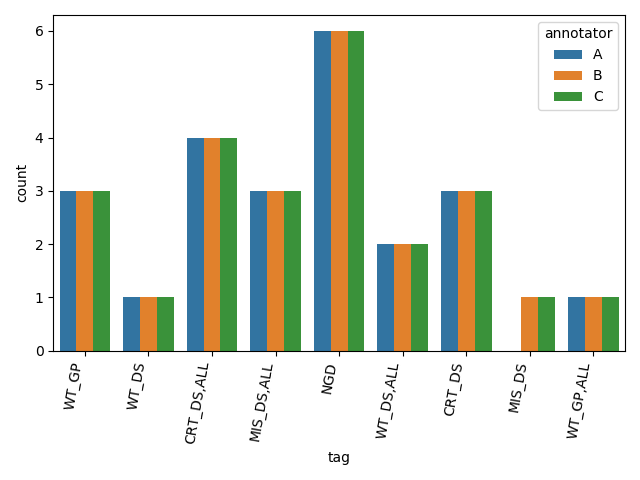 annotator
A
B
C
6
5
4
3
2
1
0
count
WT_GP
WT_DS
CRT_DS,ALL
MIS_DS,ALL
NGD
WT_DS,ALL
CRT_DS
MIS_DS
WT_GP,ALL
tag